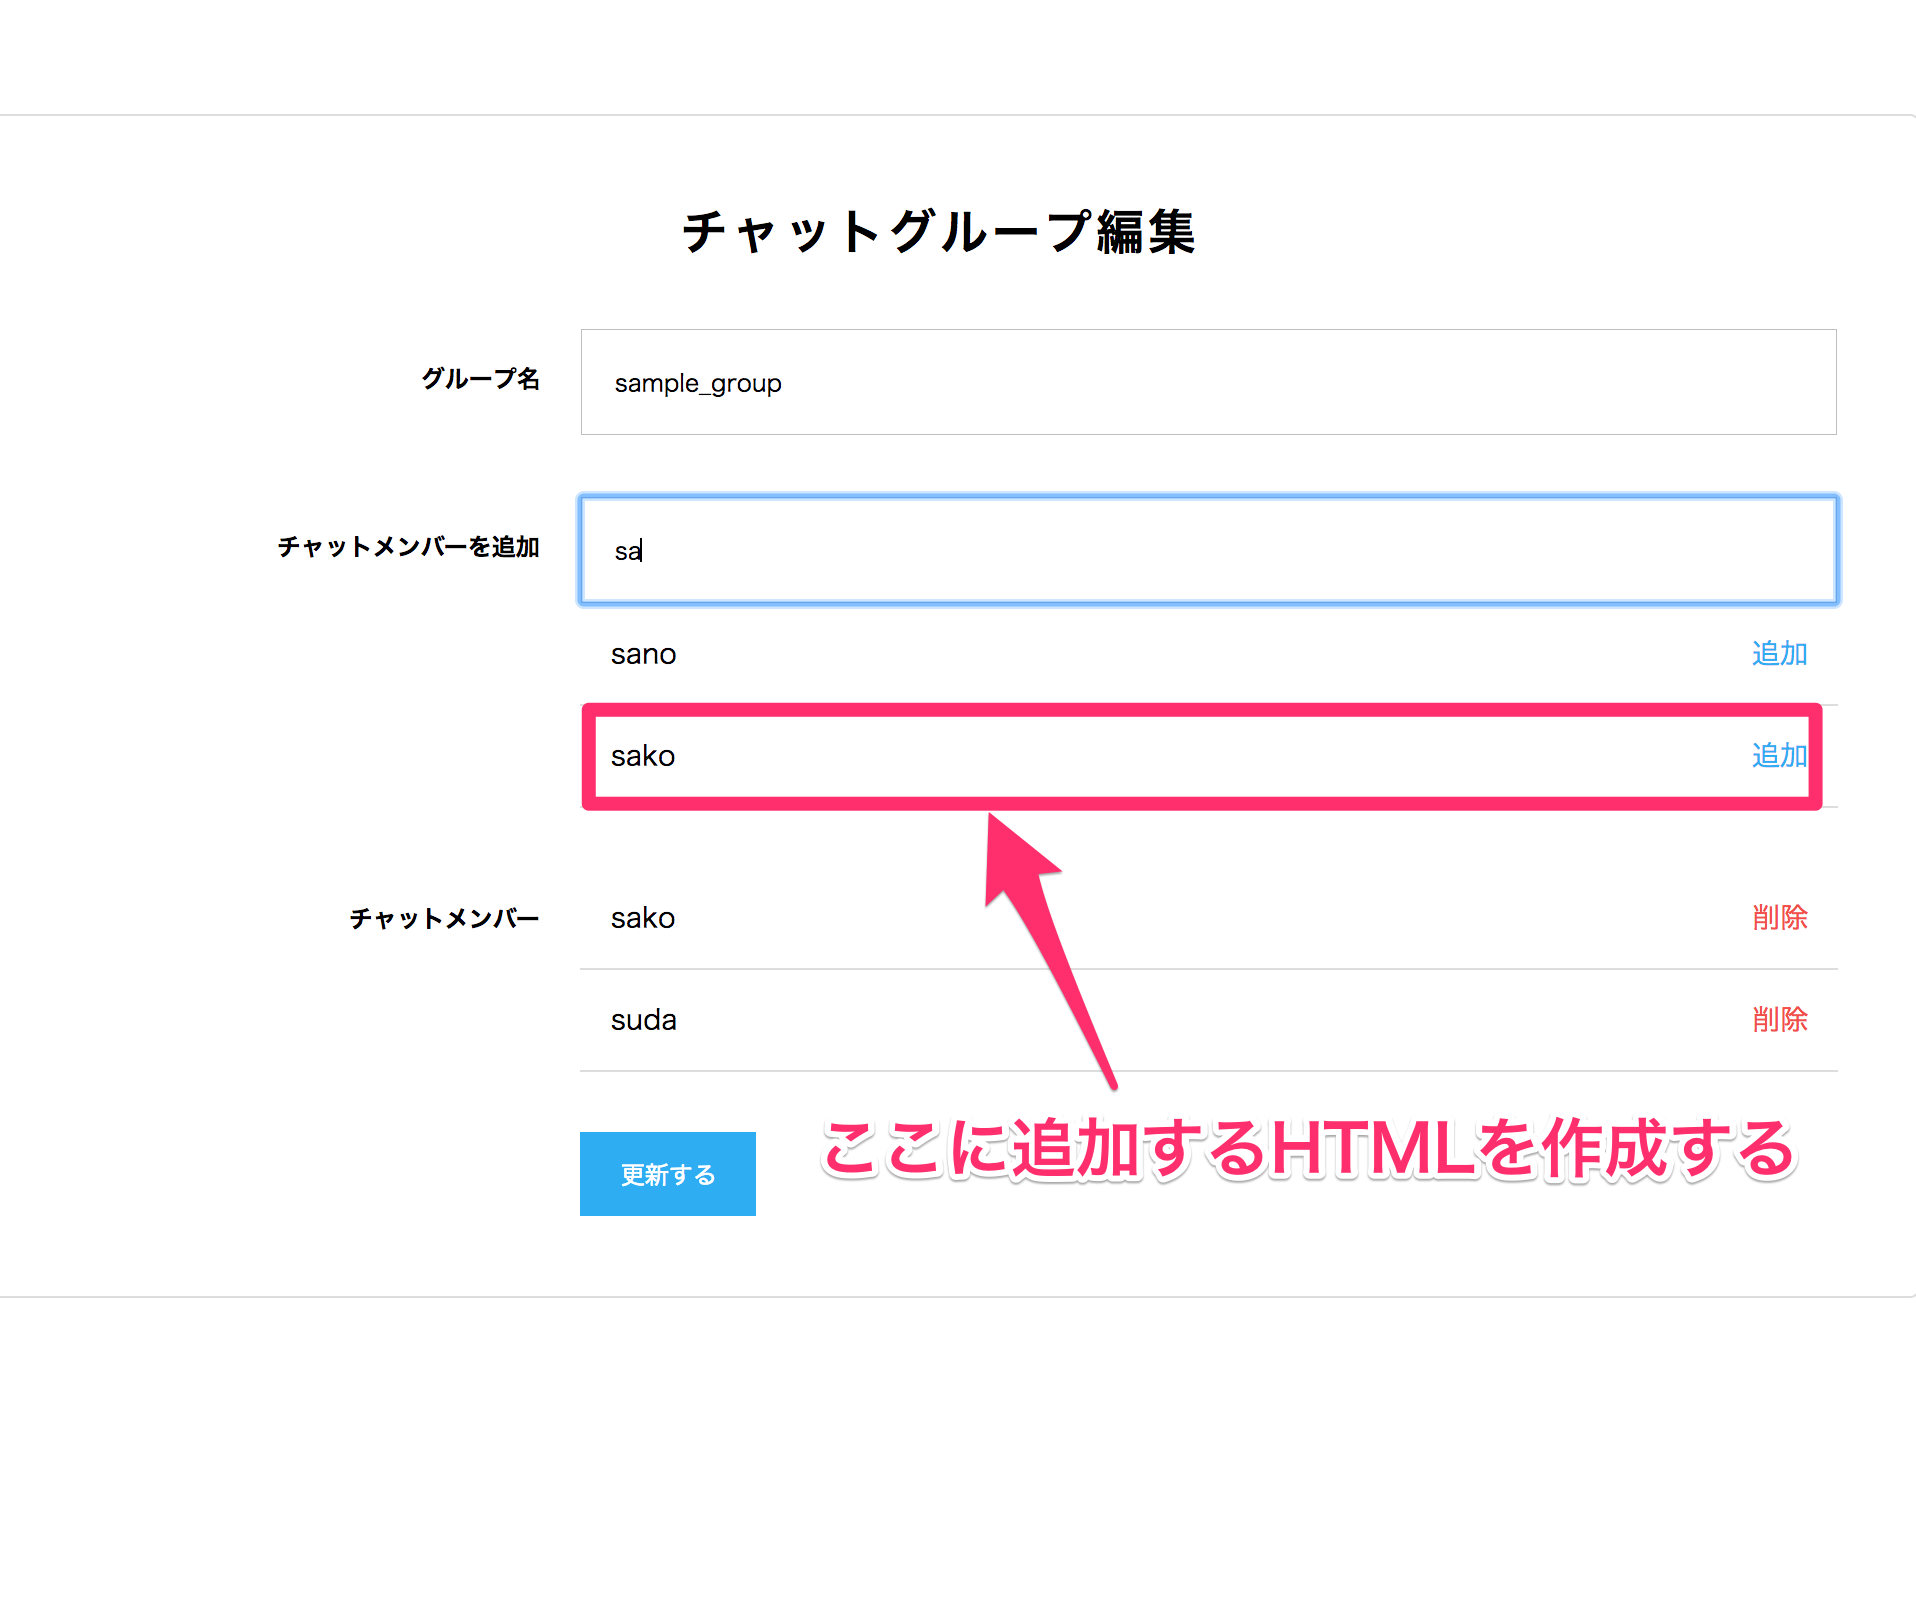 チャットグループ編集
グループ名 sample_group
チャットメンバーを追加 sa
sano 追加
sako 追加
チャットメンバー sako 削除
suda 削除
ここに追加するHTMLを作成する
更新する